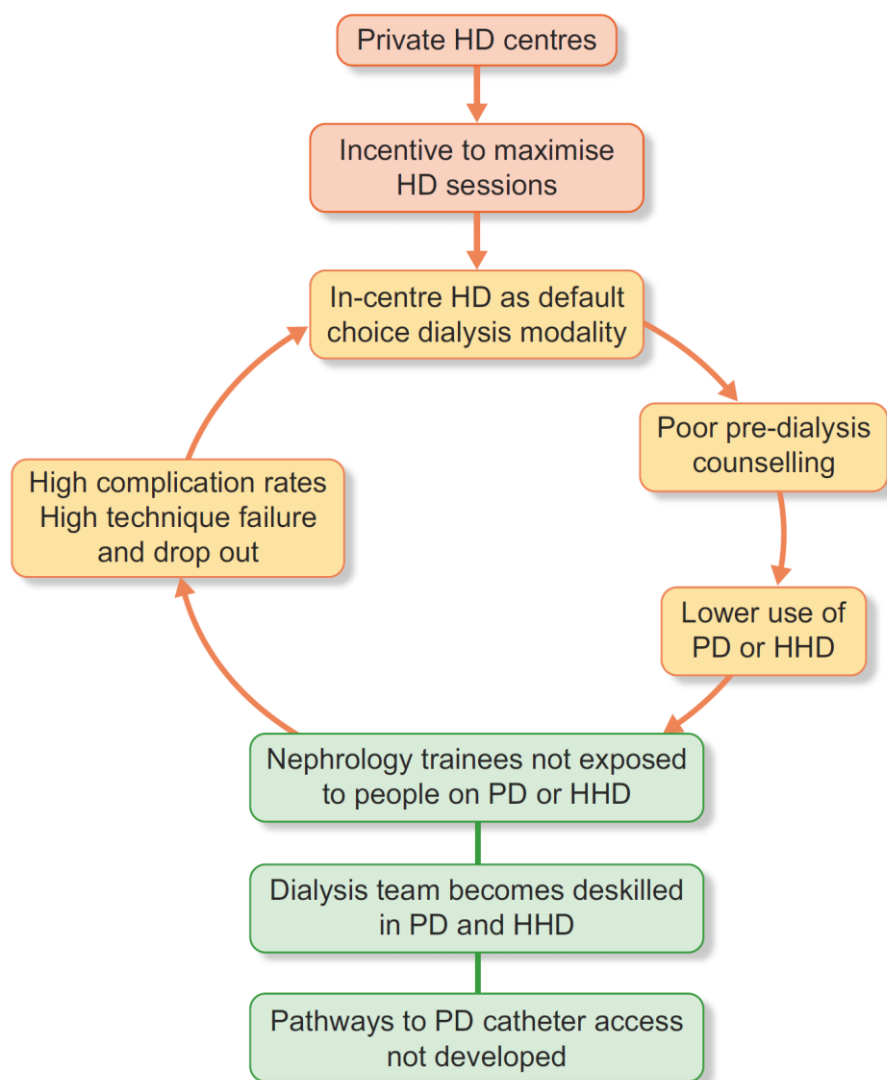 Private HD centres
Incentive to maximise
HD sessions
In-centre HD as default
choice dialysis modality
Poor pre-dialysis
counselling
Lower use of
PD or HHD
Nephrology trainees not exposed
to people on PD or HHD
Dialysis team becomes deskilled
in PD and HHD
Pathways to PD catheter access
not developed
High complication rates
High technique failure
and drop out